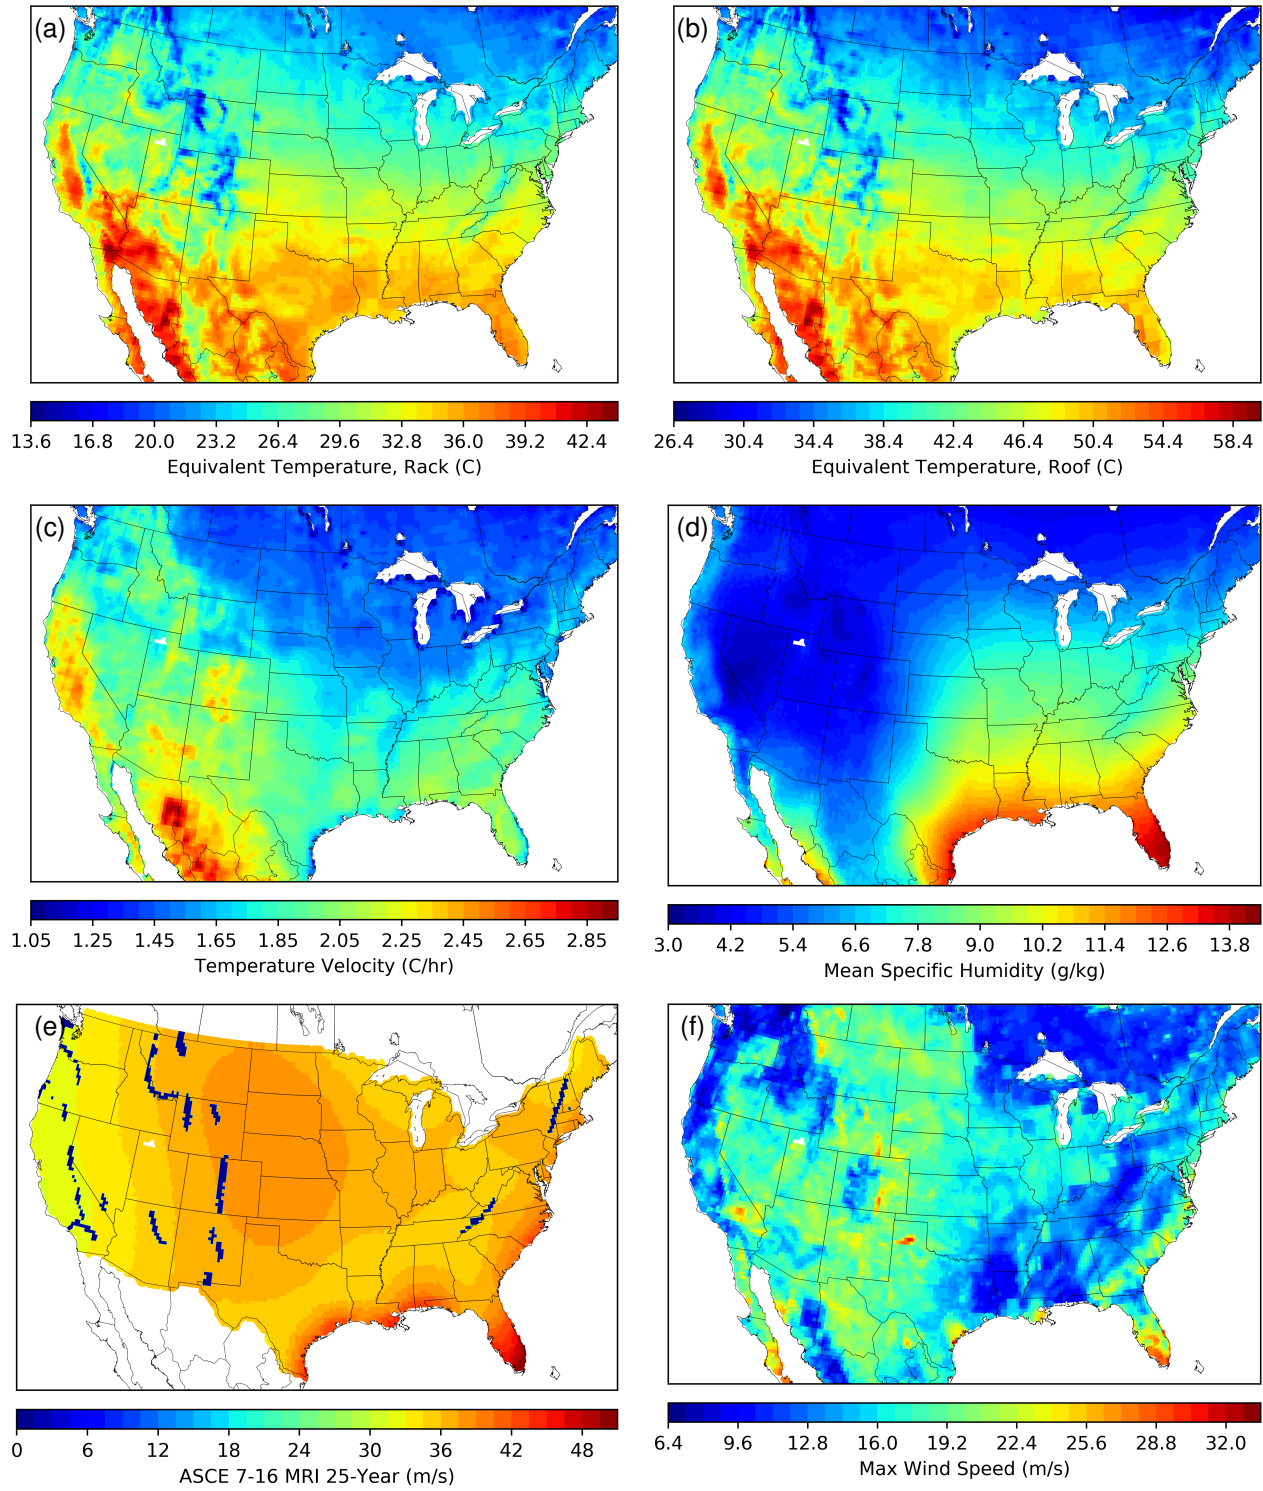 (a)
(b)
13.6 16.8 20.0 23.2 26.4 29.6 32.8 36.0 39.2 42.4
Equivalent Temperature, Rack (C)
26.4 30.4 34.4 38.4 42.4 46.4 50.4 54.4 58.4
Equivalent Temperature, Roof (C)
(c)
(d)
1.05 1.25 1.45 1.65 1.85 2.05 2.25 2.45 2.65 2.85
Temperature Velocity (C/hr)
3.0 4.2 5.4 6.6 7.8 9.0 10.2 11.4 12.6 13.8
Mean Specific Humidity (g/kg)
(e)
(f)
0 6 12 18 24 30 36 42 48
ASCE 7-16 MRI 25-Year (m/s)
6.4 9.6 12.8 16.0 19.2 22.4 25.6 28.8 32.0
Max Wind Speed (m/s)